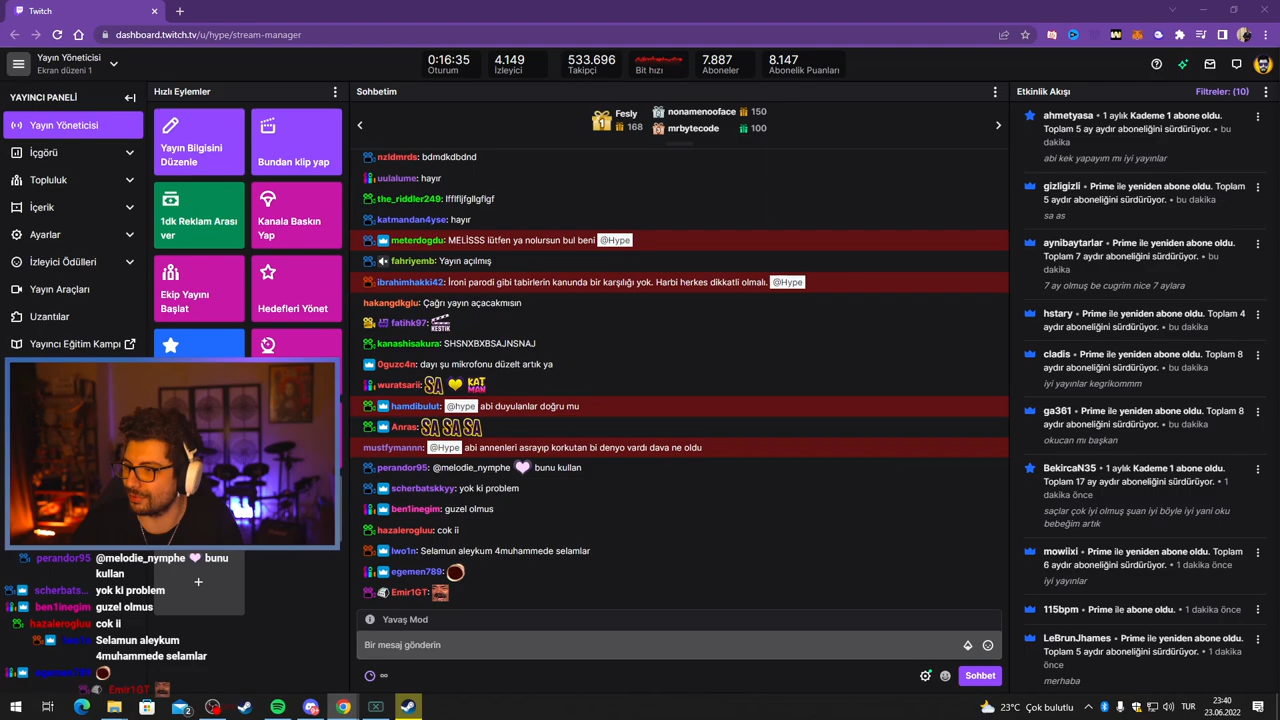 Twitch
dashboard.twitch.tv/u/hype/stream-manager
Yayın Yöneticisi
Ekran düzeni 1
0:16:35
Oturum
4.149
İzleyici
533.696
Takipçi
Bit hızı
7.887
Aboneler
8.147
Abonelik Puanları
YAYINCI PANELİ
Yayın Yöneticisi
İçgörü
Topluluk
İçerik
Ayarlar
İzleyici Ödülleri
Yayın Araçları
Uzantılar
Yayıncı Eğitim Kampı
Hızlı Eylemler
Yayın Bilgisini
Düzenle
Bundan klip yap
1dk Reklam Arası
ver
Kanala Baskın
Yap
Ekip Yayını
Başlat
Hedefleri Yönet
perandor95 @melodie_nymphe bunu
kullan
scherbats... yok ki problem
ben1inegim: guzel olmus
hazalerogluu: cok ii
Selamun aleykum
4muhammede selamlar
egemen789:
Emir1GT
Sohbetim
Fesly
168
nonamenooface 150
mrbytecode 100
nzldmrds: bdmdkdbdnd
uulalume: hayır
the_riddler249: lffflfljfgllgflgf
katmandan4yse: hayır
meterdogdu: MELİSSS lütfen ya nolursun bul beni @Hype
fahriyemb: Yayın açılmış
ibrahimhakki42: İroni parodi gibi tabirlerin kanunda bir karşılığı yok. Harbi herkes dikkatli olmalı. @Hype
hakangdkglu: Çağrı yayın açacakmısın
fatihk97: KESTİK
kanashisakura: SHSNXBXBSAJNSNAJ
0guzc4n: dayı şu mikrofonu düzelt artık ya
wuratsarii: SA KAT MAN
hamdibulut: @hype abi duyulanlar doğru mu
Anras: SA SA SA
mustfymannn: @Hype abi annenleri asrayıp korkutan bi denyo vardı dava ne oldu
perandor95: @melodie_nymphe bunu kullan
scherbatskkyy: yok ki problem
ben1inegim: guzel olmus
hazalerogluu: cok ii
lwo1n: Selamun aleykum 4muhammede selamlar
egemen789:
Emir1GT:
Yavaş Mod
Bir mesaj gönderin
∞
Sohbet
Etkinlik Akışı
Filtreler: (10)
ahmetyasa • 1 aylık Kademe 1 abone oldu.
Toplam 5 ay aydır aboneliğini sürdürüyor. • bu
dakika
abi kek yapayım mı iyi yayinlar
gizligizli • Prime ile yeniden abone oldu. Toplam
5 aydır aboneliğini sürdürüyor. • bu dakika
sa as
aynibaytarlar • Prime ile yeniden abone oldu.
Toplam 7 aydır aboneliğini sürdürüyor. • bu
dakika
7 ay olmuş be cugrim nice 7 aylara
hstary • Prime ile yeniden abone oldu. Toplam 4
aydır aboneliğini sürdürüyor. • bu dakika
cladis • Prime ile yeniden abone oldu. Toplam 8
aydır aboneliğini sürdürüyor. • bu dakika
iyi yayınlar kegrikommm
ga361 • Prime ile yeniden abone oldu. Toplam 8
aydır aboneliğini sürdürüyor. • bu dakika
okucan mı başkan
BekircaN35 • 1 aylık Kademe 1 abone oldu.
Toplam 17 ay aydır aboneliğini sürdürüyor. • 1
dakika önce
saçlar çok iyi olmuş şuan iyi böyle iyi yani oku
bebeğim artık
mowiixi • Prime ile yeniden abone oldu. Toplam
6 aydır aboneliğini sürdürüyor. • 1 dakika önce
iyi yayınlar
115bpm • Prime ile abone oldu. • 1 dakika önce
LeBrunJhames • Prime ile yeniden abone oldu.
Toplam 5 aydır aboneliğini sürdürüyor. • 1 dakika
önce
merhaba
23°C Çok bulutlu
TUR
23:40
23.06.2022